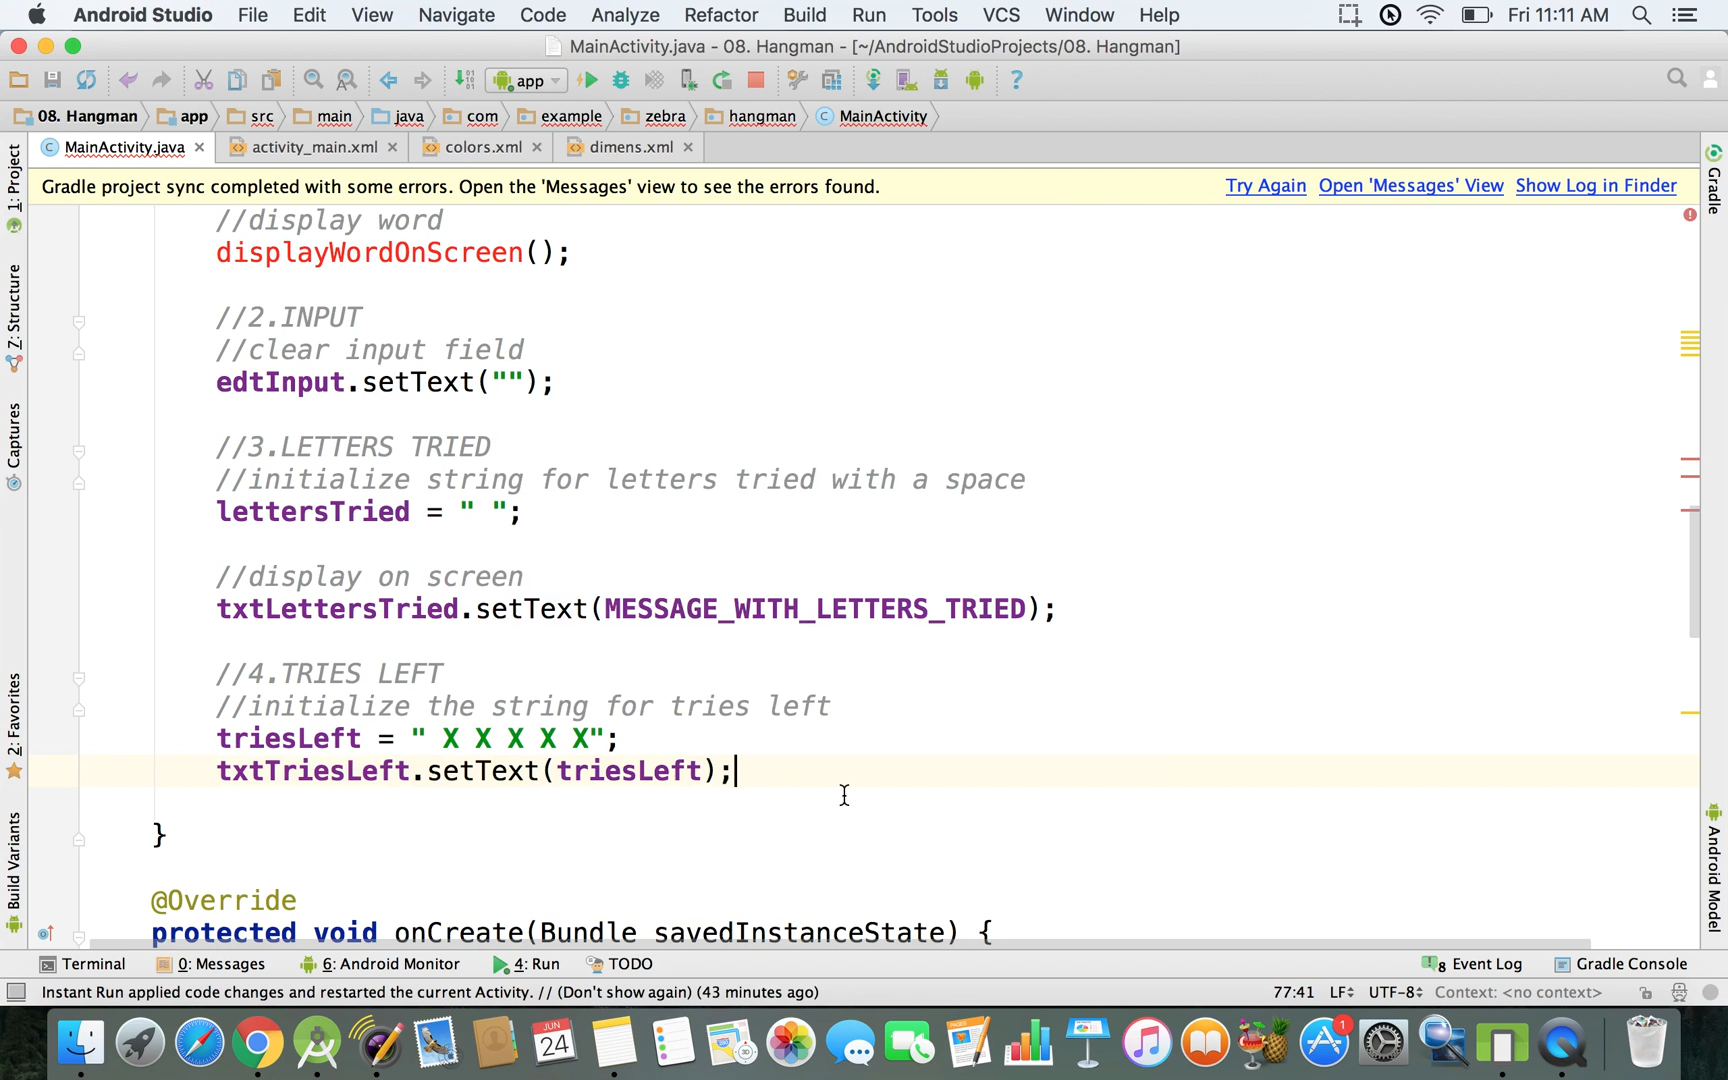 Android Studio File Edit View Navigate Code Analyze Refactor Build Run Tools VCS Window Help Fri 11:11 AM
MainActivity.java - 08. Hangman - [~/AndroidStudioProjects/08. Hangman]
app
08. Hangman app src main java com example zebra hangman MainActivity
MainActivity.java activity_main.xml colors.xml dimens.xml
Gradle project sync completed with some errors. Open the 'Messages' view to see the errors found. Try Again Open 'Messages' View Show Log in Finder
1: Project
Z: Structure
Captures
2: Favorites
Build Variants
//display word
displayWordOnScreen();
//2.INPUT
//clear input field
edtInput.setText("");
//3.LETTERS TRIED
//initialize string for letters tried with a space
lettersTried = " ";
//display on screen
txtLettersTried.setText(MESSAGE_WITH_LETTERS_TRIED);
//4.TRIES LEFT
//initialize the string for tries left
triesLeft = " X X X X X";
txtTriesLeft.setText(triesLeft);
}
@Override
protected void onCreate(Bundle savedInstanceState) {
Gradle
Android Model
Terminal 0: Messages 6: Android Monitor 4: Run TODO 8 Event Log Gradle Console
Instant Run applied code changes and restarted the current Activity. // (Don't show again) (43 minutes ago) 77:41 LF÷ UTF-8÷ Context: <no context>
JUN
24
1